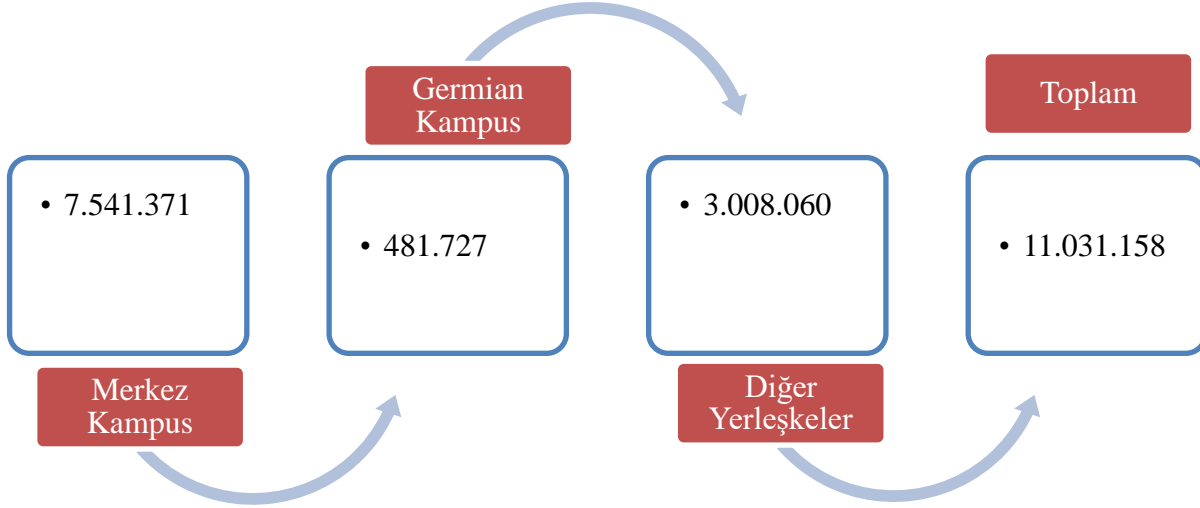 • 7.541.371
Merkez
Kampus
Germian
Kampus
• 481.727
• 3.008.060
Diğer
Yerleşkeler
Toplam
• 11.031.158